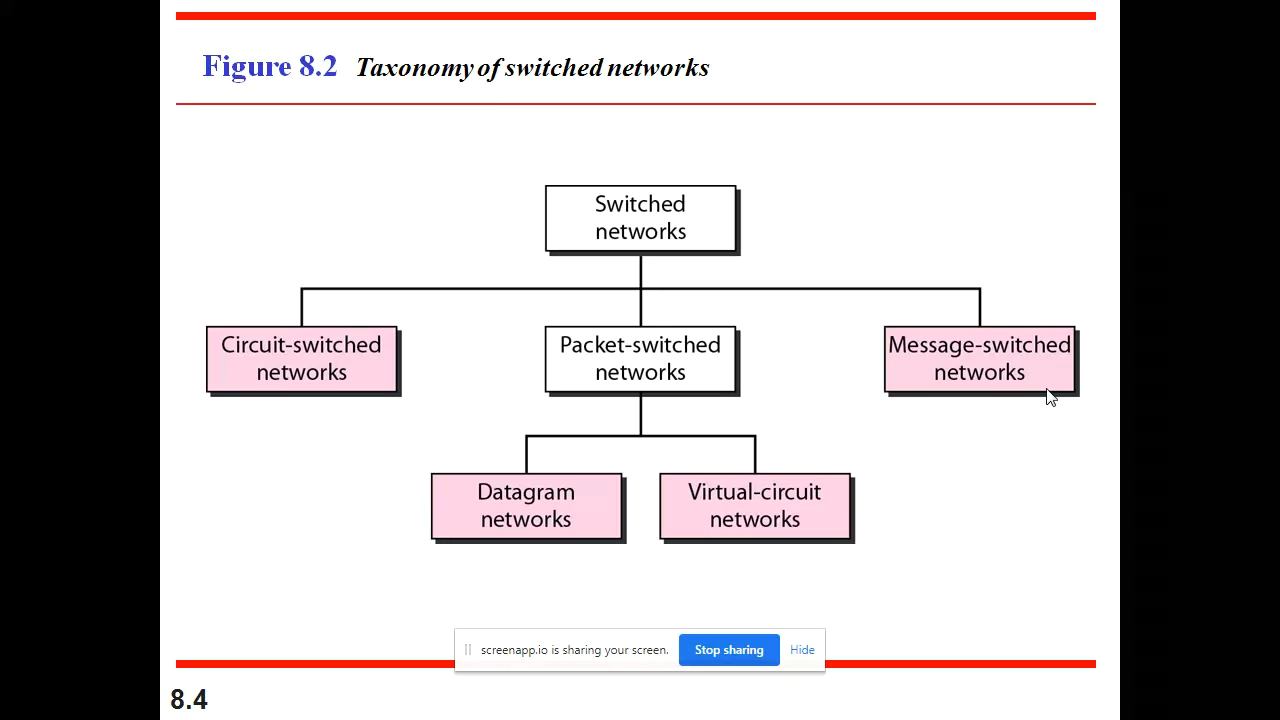 Figure 8.2 Taxonomy of switched networks
Switched
networks
Circuit-switched
networks
Packet-switched
networks
Message-switched
networks
Datagram
networks
Virtual-circuit
networks
screenapp.io is sharing your screen. Stop sharing Hide
8.4